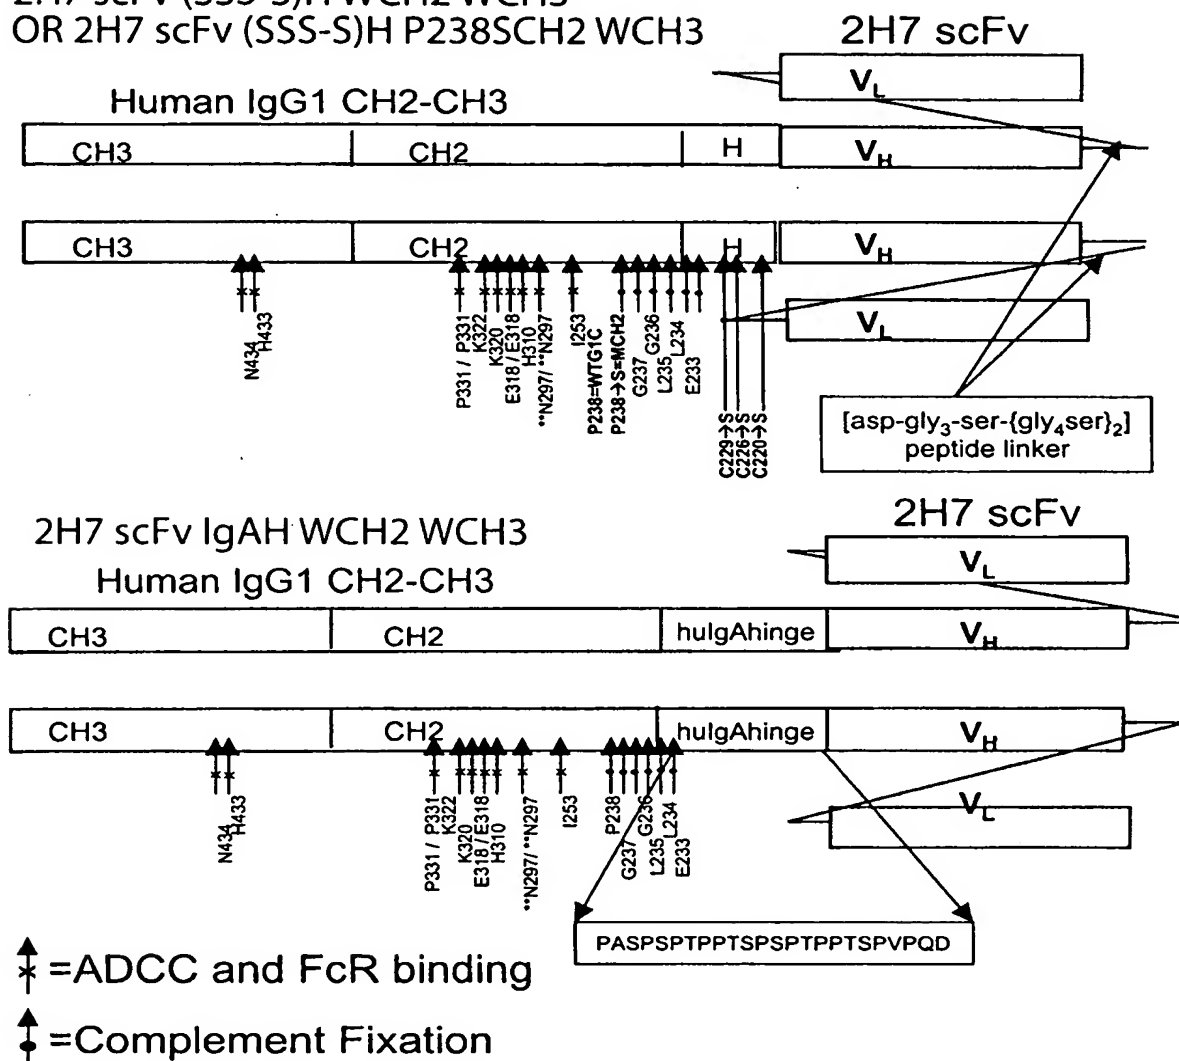 2H7 scFv (SSS-S)H WCH2 WCH3
OR 2H7 scFv (SSS-S)H P238SCH2 WCH3
2H7 scFv
Human IgG1 CH2-CH3
VL
CH3
CH2
H
VH
CH3
CH2
H
VH
VL
N434
H433
P331 / P331
K322
K320
E318 / E318
H310
**N297/ **N297
I253
P238=WTG1C
P238→S=MCH2
G237
G236
L235
L234
E233
C229→S
C226→S
C220→S
[asp-gly3-ser-{gly4ser}2]
peptide linker
2H7 scFv IgAH WCH2 WCH3
2H7 scFv
Human IgG1 CH2-CH3
VL
CH3
CH2
huIgAhinge
VH
CH3
CH2
huIgAhinge
VH
VL
N434
H433
P331 / P331
K322
K320
E318 / E318
H310
**N297/ **N297
I253
P238
G237
G236
L235
L234
E233
PASPSPTPPTSPSPTPPTSPVPQD
=ADCC and FcR binding
=Complement Fixation